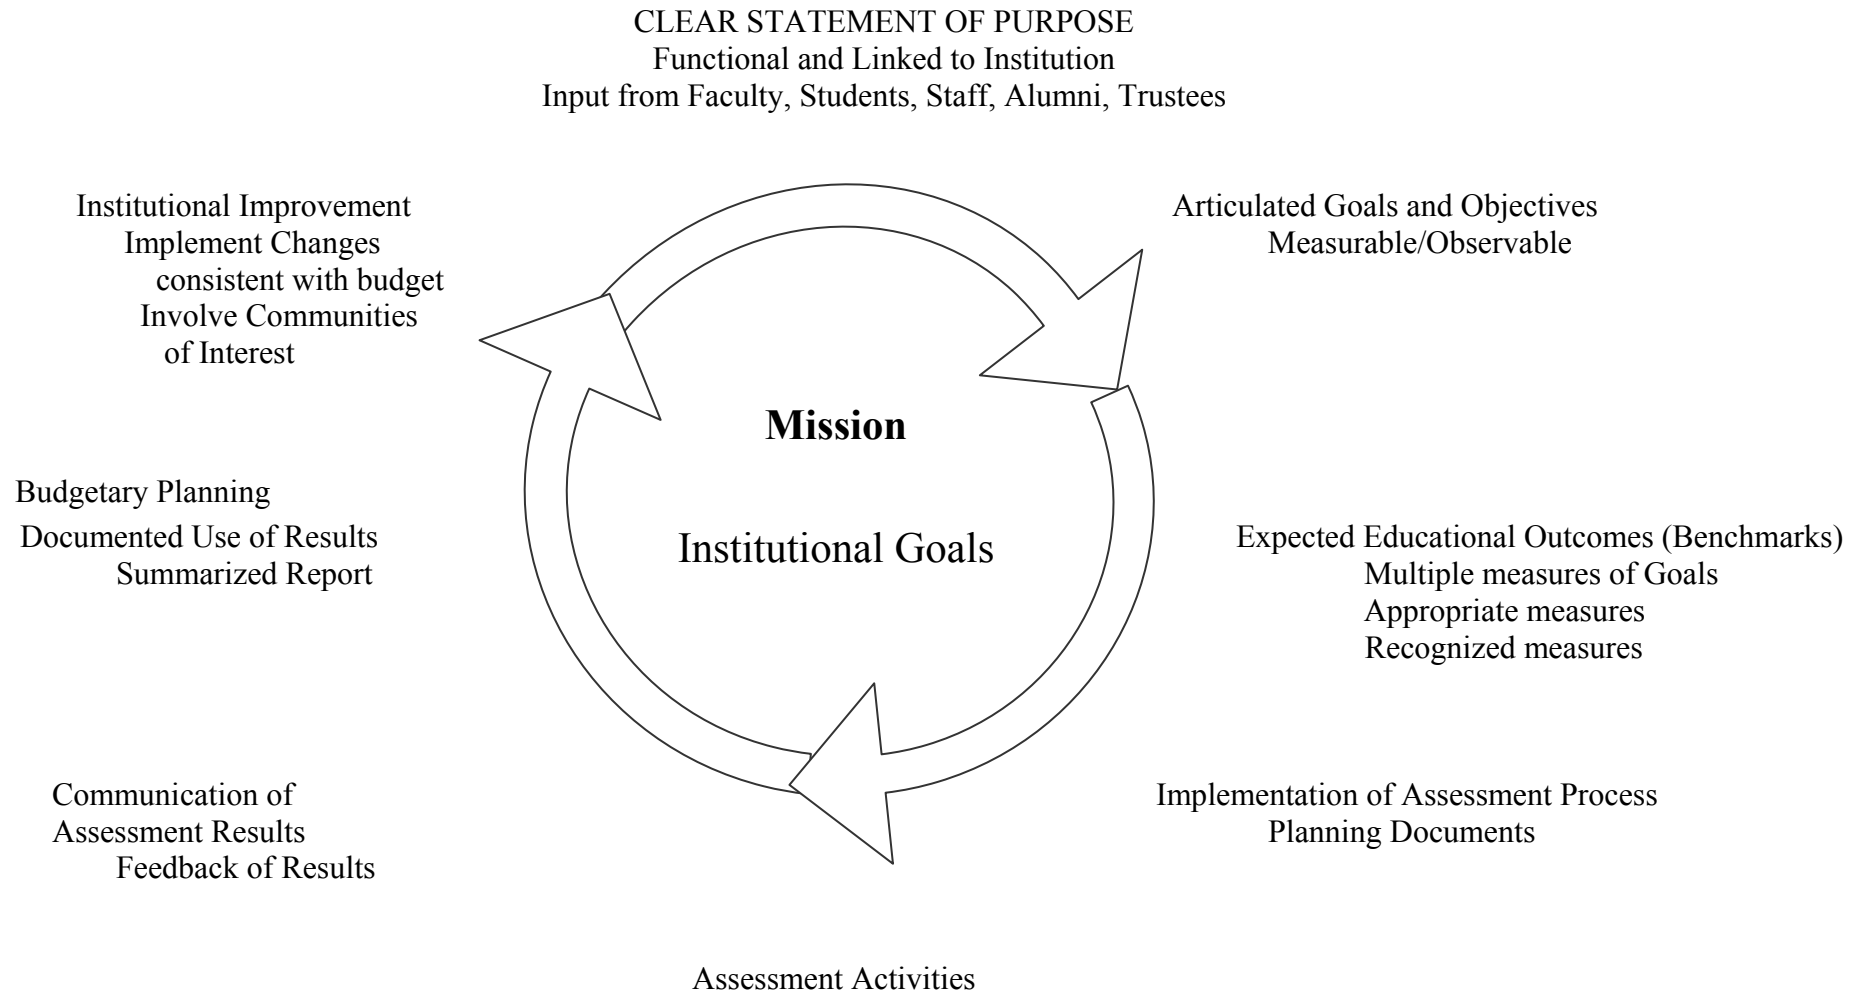 CLEAR STATEMENT OF PURPOSE
Functional and Linked to Institution
Input from Faculty, Students, Staff, Alumni, Trustees
Institutional Improvement
Implement Changes
consistent with budget
Involve Communities
of Interest
Articulated Goals and Objectives
Measurable/Observable
Mission
Institutional Goals
Budgetary Planning
Documented Use of Results
Summarized Report
Expected Educational Outcomes (Benchmarks)
Multiple measures of Goals
Appropriate measures
Recognized measures
Communication of
Assessment Results
Feedback of Results
Implementation of Assessment Process
Planning Documents
Assessment Activities